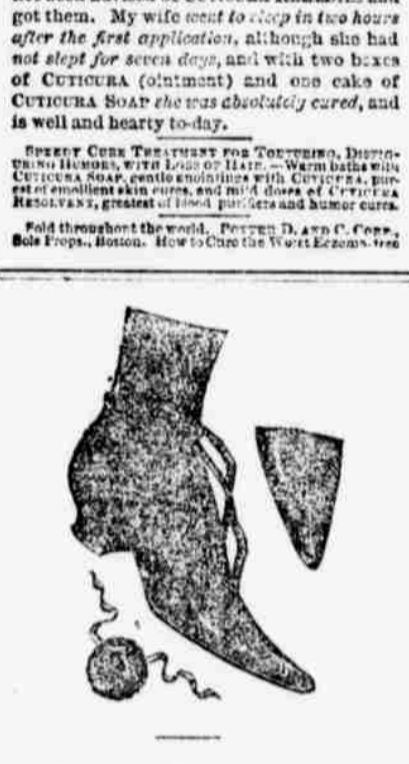 got them. My wife went to sleep in two hours
after the first application, although she had
not slept for seven days, and with two boxes
of CUTICURA (ointment) and one cake of
CUTICURA SOAP she was absolutely cured, and
is well and hearty to-day.
SPEEDY CURE TREATMENT FOR TORTURING, DISFIG-
URING HUMORS, WITH LOSS OF HAIR.—Warm baths with
CUTICURA SOAP, gentle anointings with CUTICURA, pur-
est of emollient skin cures, and mild doses of CUTICURA
RESOLVENT, greatest of blood purifiers and humor cures.
Sold throughout the world. POTTER D. AND C. CORP.,
Sole Props., Boston. How to Cure the Worst Eczema, free